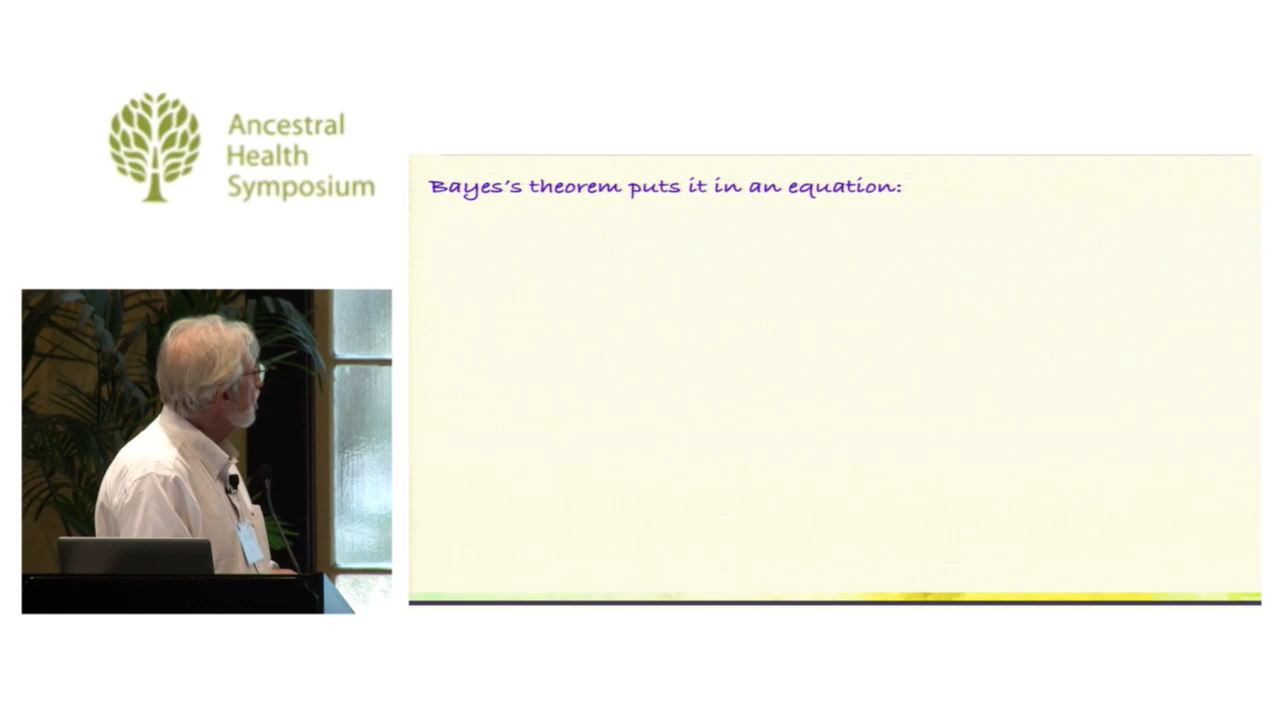 Ancestral
Health
Symposium
Bayes's theorem puts it in an equation: